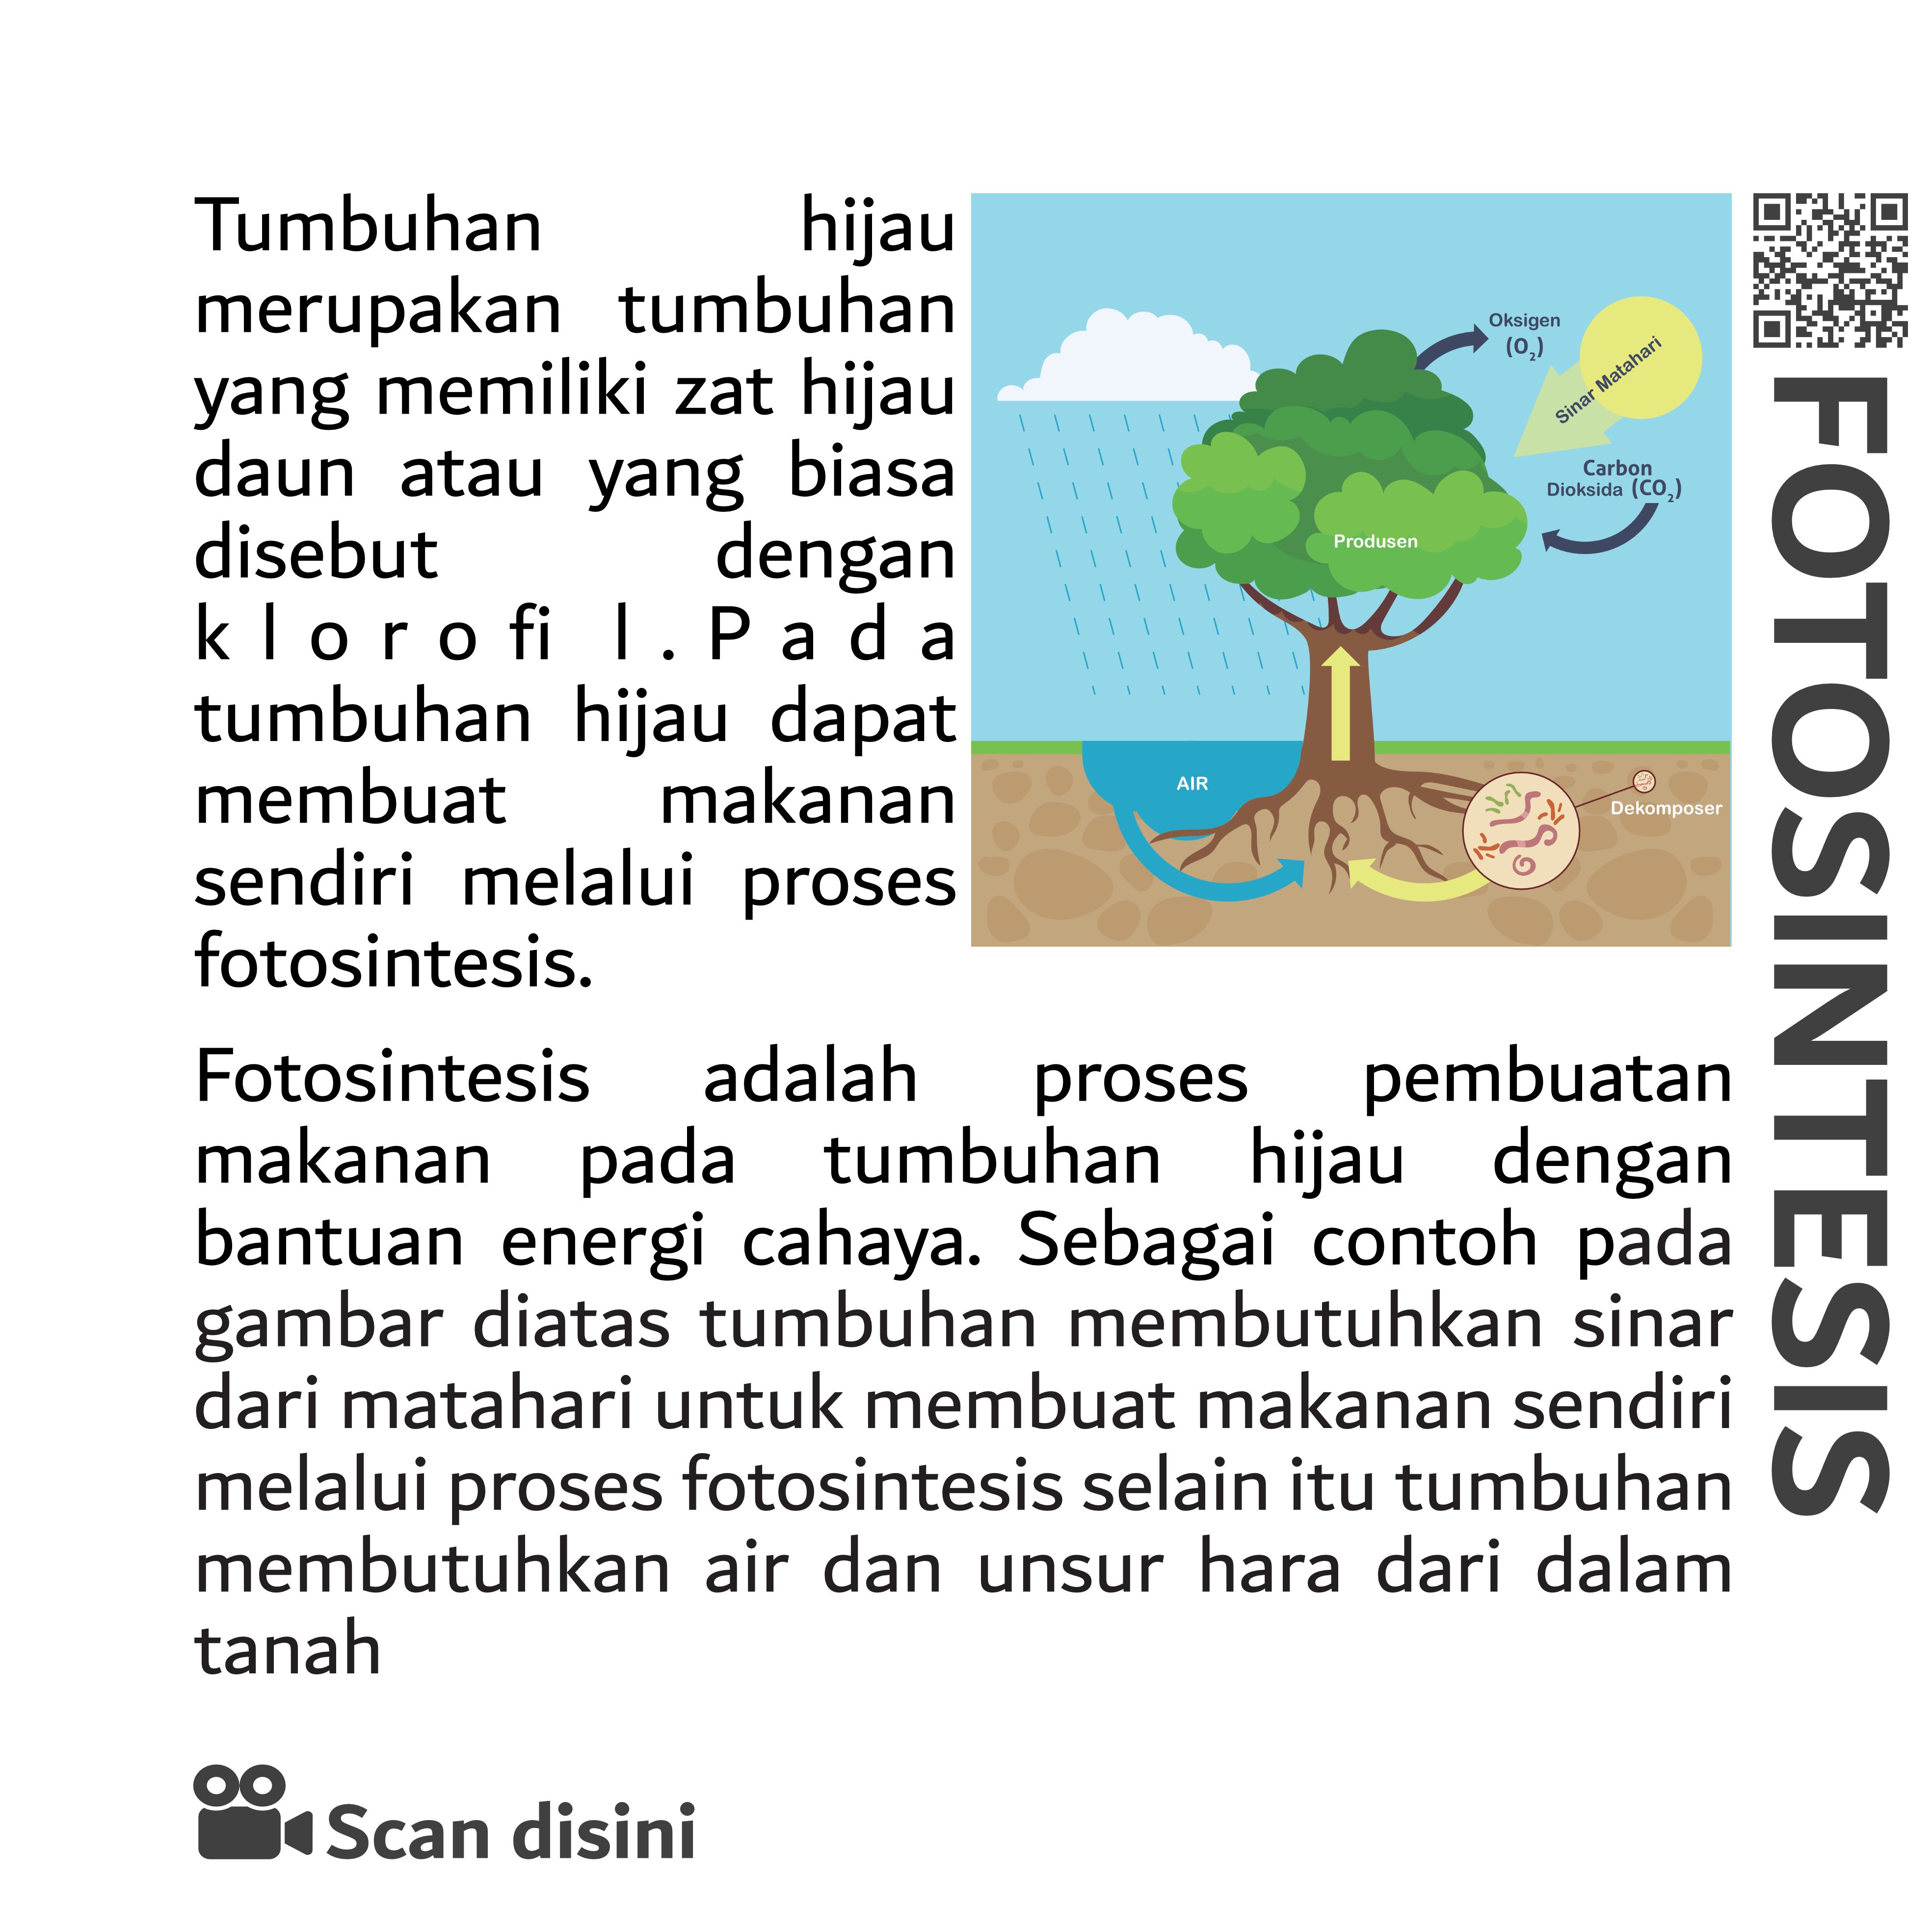 Tumbuhan hijau
merupakan tumbuhan
yang memiliki zat hijau
daun atau yang biasa
disebut dengan
klorofil.Pada
tumbuhan hijau dapat
membuat makanan
sendiri melalui proses
fotosintesis.
Oksigen
(O₂)
Sinar Matahari
Carbon
Dioksida (CO₂)
Produsen
AIR
Dekomposer
FOTOSINTESIS
Fotosintesis adalah proses pembuatan
makanan pada tumbuhan hijau dengan
bantuan energi cahaya. Sebagai contoh pada
gambar diatas tumbuhan membutuhkan sinar
dari matahari untuk membuat makanan sendiri
melalui proses fotosintesis selain itu tumbuhan
membutuhkan air dan unsur hara dari dalam
tanah
Scan disini